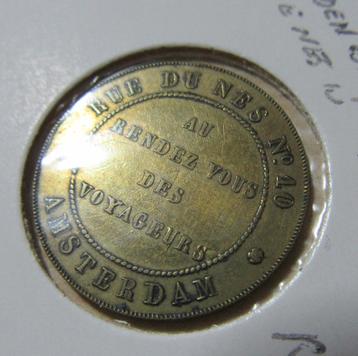 RUE DU NES Nº. 40
AU
RENDEZ VOUS
DES
VOYAGEURS
AMSTERDAM